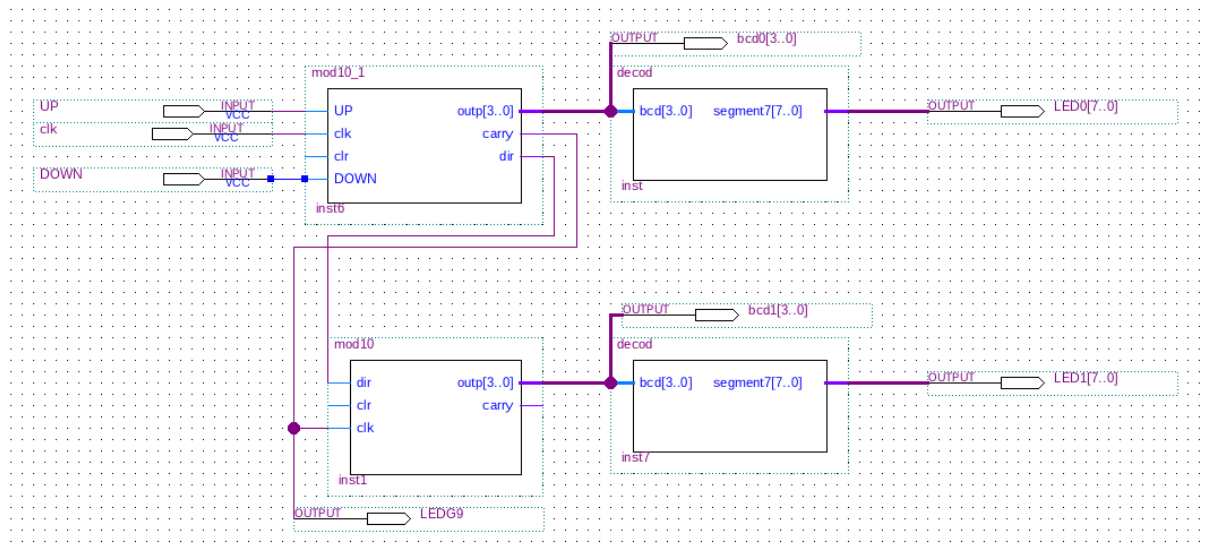 OUTPUT bcd0[3..0]
mod10_1 decod
UP INPUT VCC UP outp[3..0] bcd[3..0] segment7[7..0] OUTPUT LED0[7..0]
clk INPUT VCC clk carry
clr dir
DOWN INPUT VCC DOWN
inst
inst6
OUTPUT bcd1[3..0]
mod10 decod
dir outp[3..0] bcd[3..0] segment7[7..0] OUTPUT LED1[7..0]
clr carry
clk
inst7
inst1
OUTPUT LEDG9